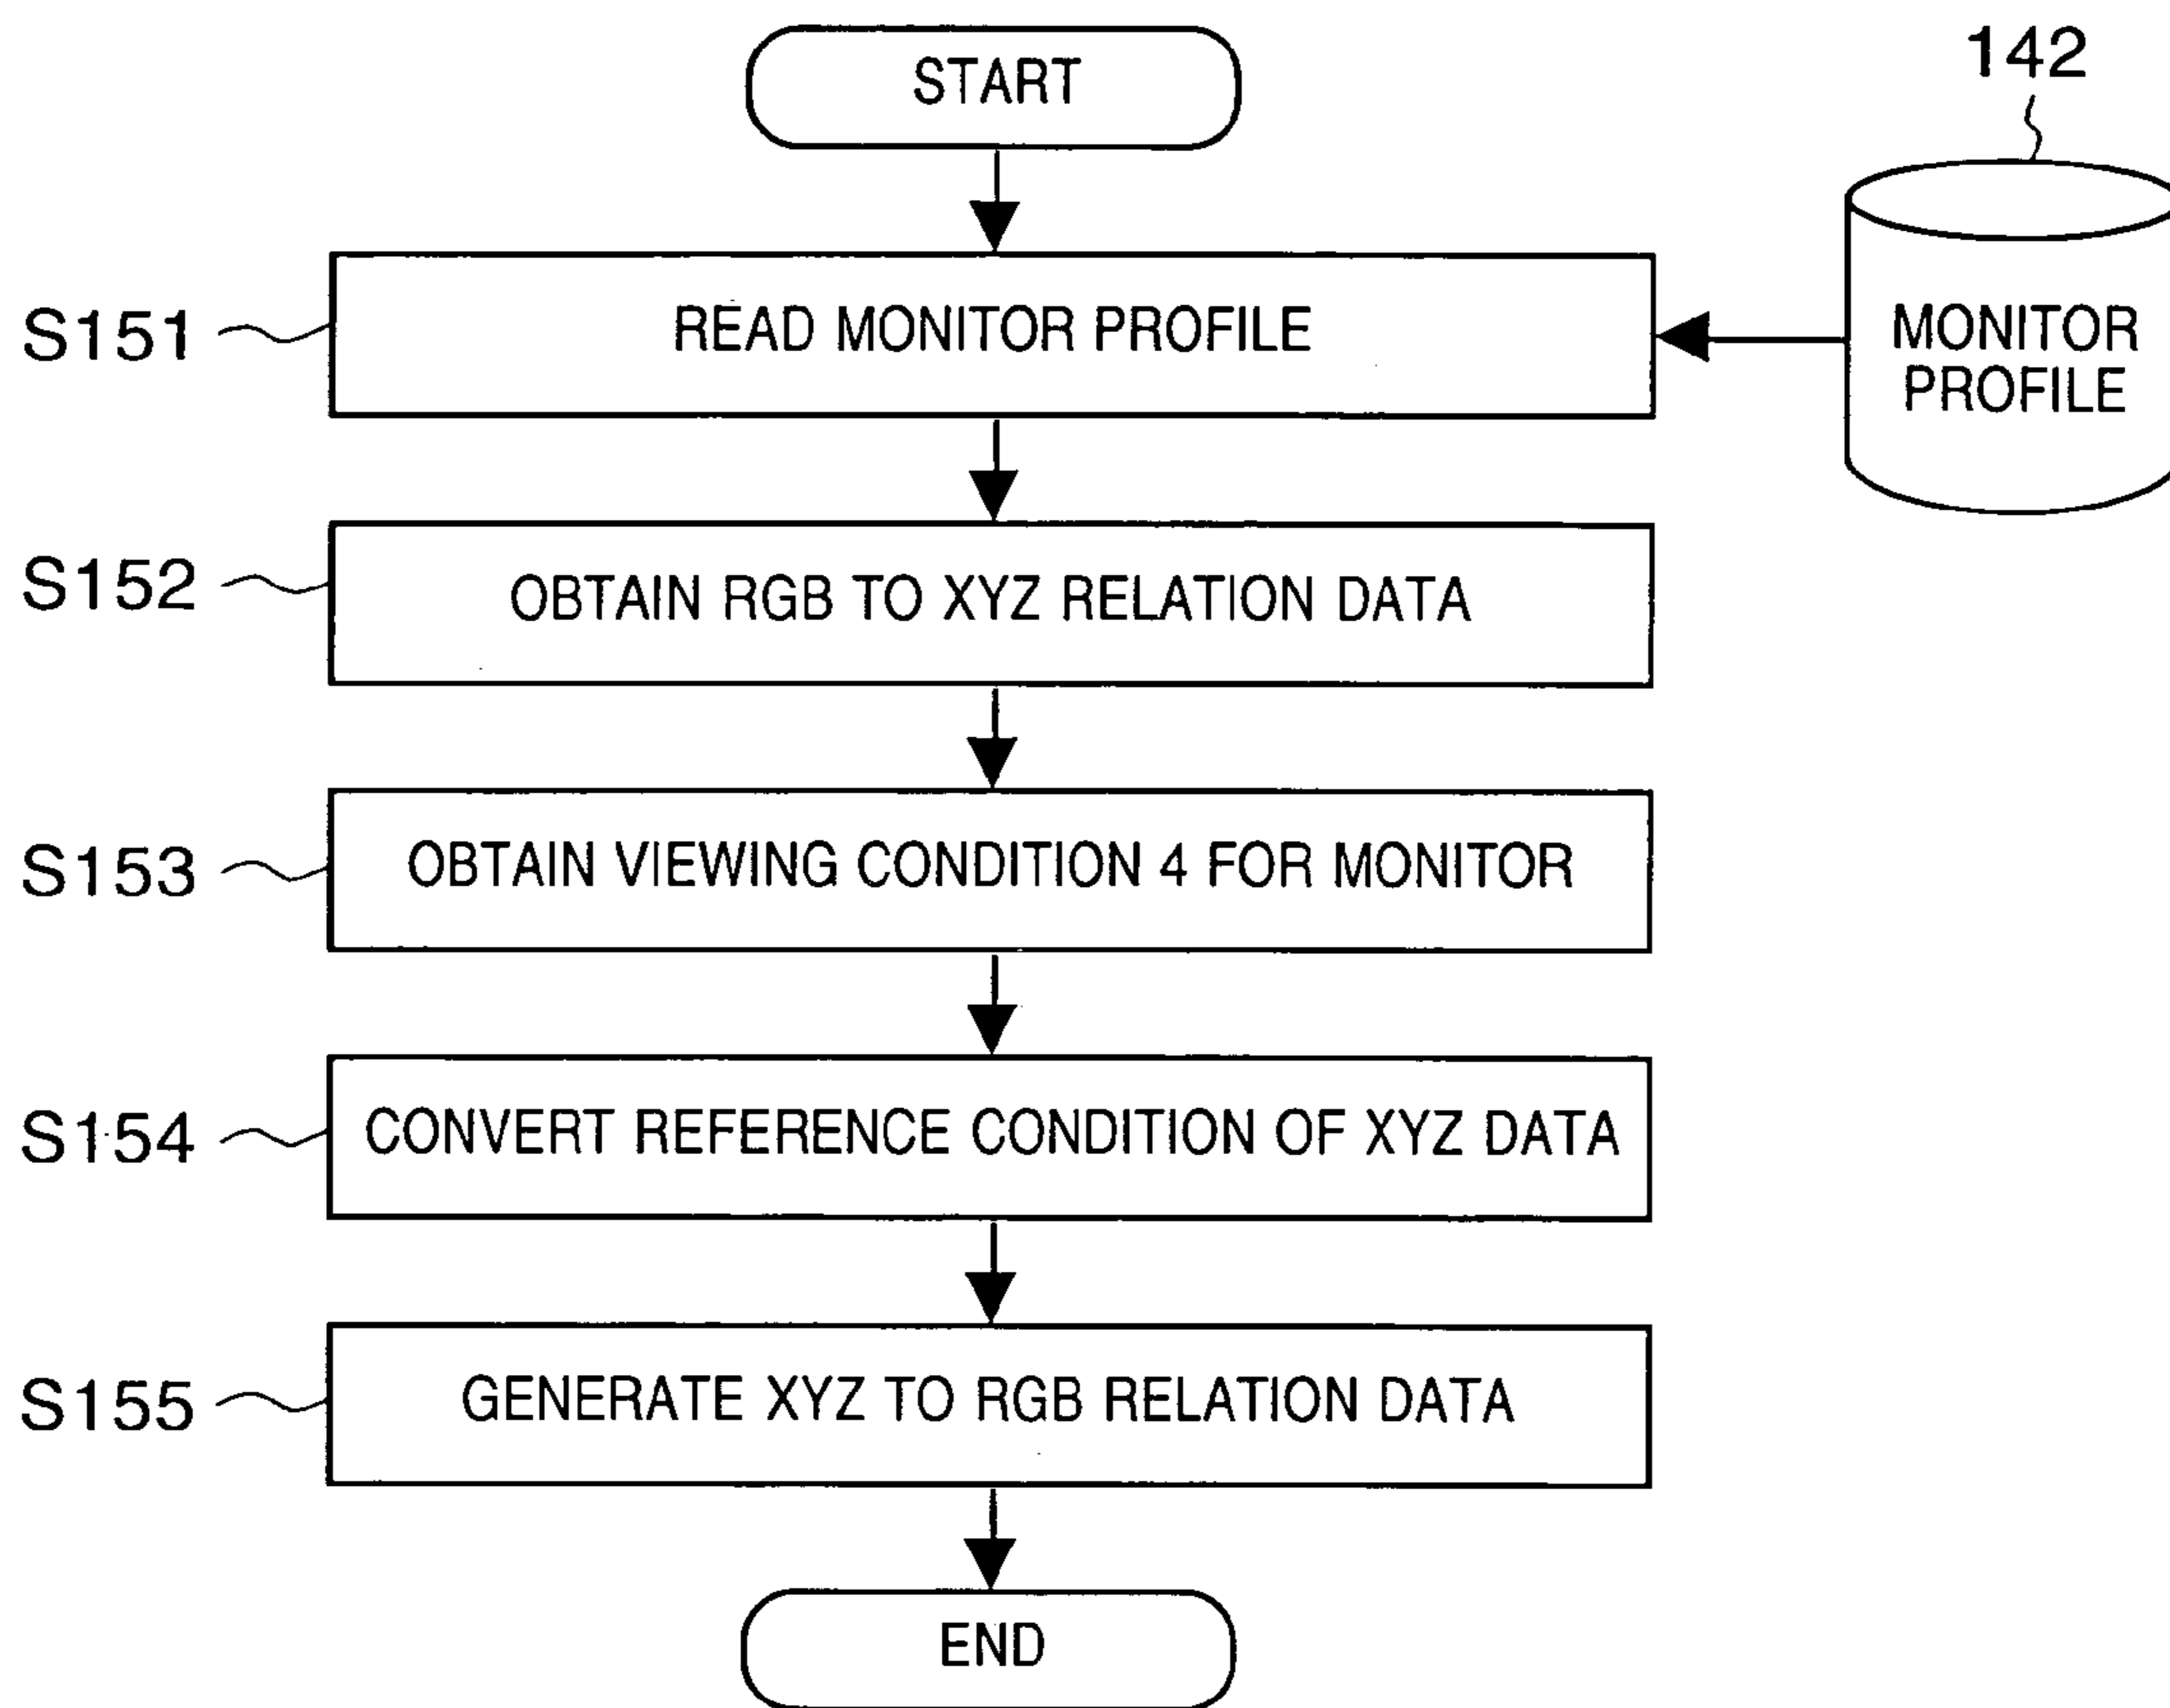 START
142
S151
READ MONITOR PROFILE
MONITOR
PROFILE
S152
OBTAIN RGB TO XYZ RELATION DATA
S153
OBTAIN VIEWING CONDITION 4 FOR MONITOR
S154
CONVERT REFERENCE CONDITION OF XYZ DATA
S155
GENERATE XYZ TO RGB RELATION DATA
END